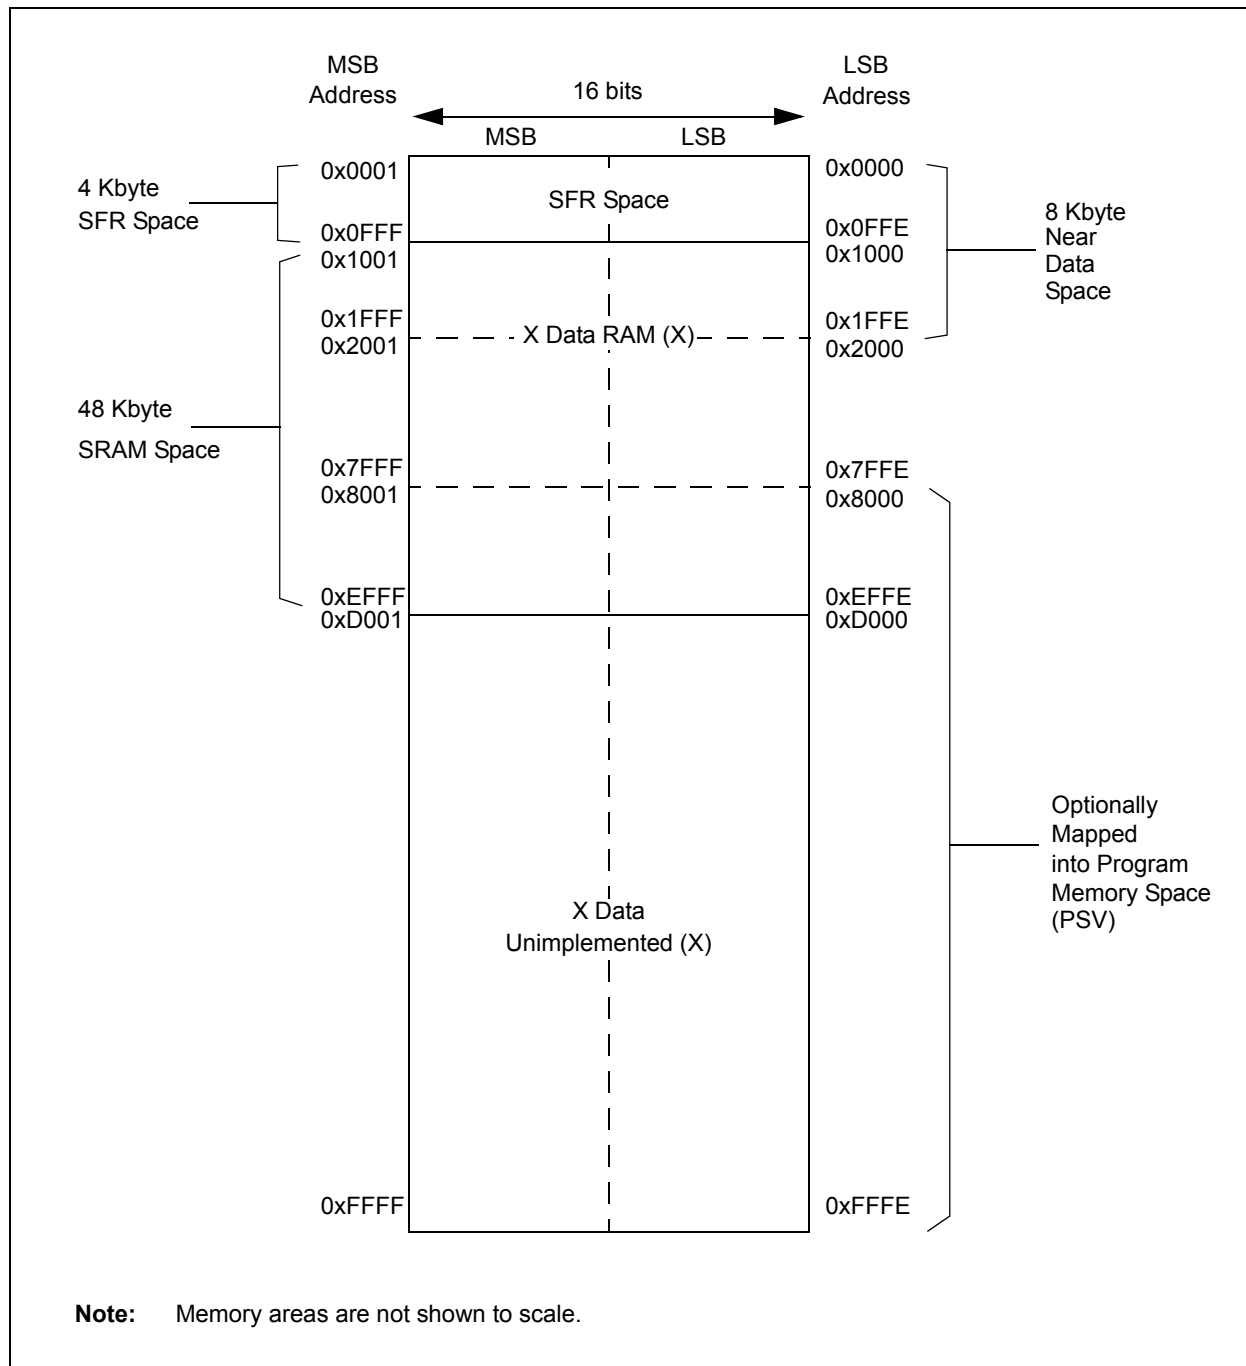 MSB
Address
16 bits
LSB
Address
MSB
LSB
4 Kbyte
SFR Space
0x0001
0x0FFF
0x1001
SFR Space
0x0000
0x0FFE
0x1000
8 Kbyte
Near
Data
Space
0x1FFF
0x2001
X Data RAM (X)
0x1FFE
0x2000
48 Kbyte
SRAM Space
0x7FFF
0x8001
0x7FFE
0x8000
0xEFFF
0xD001
0xEFFE
0xD000
Optionally
Mapped
into Program
Memory Space
(PSV)
X Data
Unimplemented (X)
0xFFFF
0xFFFE
Note: Memory areas are not shown to scale.